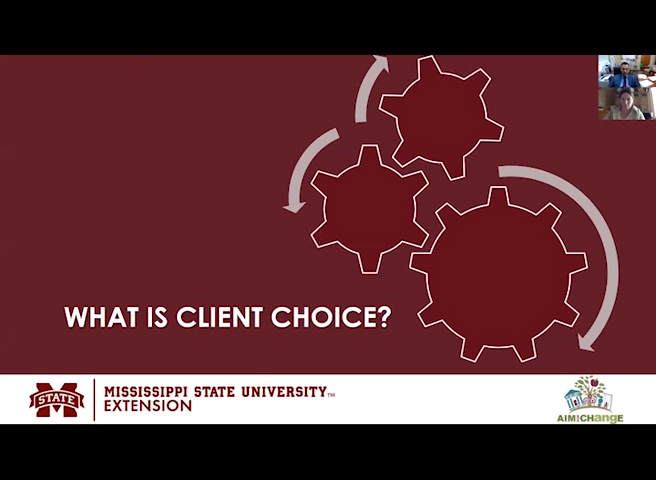 WHAT IS CLIENT CHOICE?
STATE
MISSISSIPPI STATE UNIVERSITY™
EXTENSION
AIM!CHangE